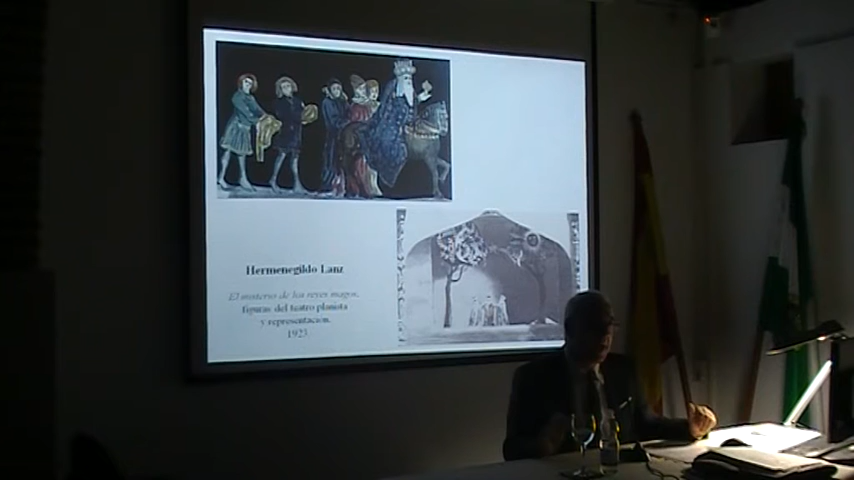 Hermenegildo Lanz
El misterio de los reyes magos,
figuras del teatro planista
y representación.
1923